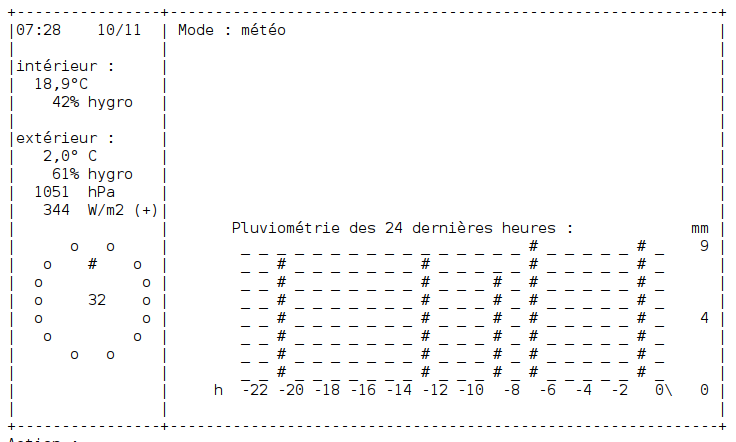 +----------------+-------------------------------------------------------------+
|07:28    10/11  | Mode : météo                                                |
|                |                                                             |
|intérieur :     |                                                             |
|  18,9°C        |                                                             |
|    42% hygro   |                                                             |
|                |                                                             |
|extérieur :     |                                                             |
|   2,0° C       |                                                             |
|    61% hygro   |                                                             |
|  1051  hPa     |                                                             |
|   344  W/m2 (+)|                                                             |
|                |       Pluviométrie des 24 dernières heures :             mm |
|      o   o     |        _ _ _ _ _ _ _ _ _ _ _ _ _ _ _ _ # _ _ _ _ _ # _    9 |
|   o    #    o  |        _ _ # _ _ _ _ _ _ _ # _ _ _ _ _ # _ _ _ _ _ # _      |
|  o           o |        _ _ # _ _ _ _ _ _ _ # _ _ _ # _ # _ _ _ _ _ # _      |
|  o     32    o |        _ _ # _ _ _ _ _ _ _ # _ _ _ # _ # _ _ _ _ _ # _      |
|  o           o |        _ _ # _ _ _ _ _ _ _ # _ _ _ # _ # _ _ _ _ _ # _    4 |
|   o         o  |        _ _ # _ _ _ _ _ _ _ # _ _ _ # _ # _ _ _ _ _ # _      |
|      o   o     |        _ _ # _ _ _ _ _ _ _ # _ _ _ # _ # _ _ _ _ _ # _      |
|                |        _ _ # _ _ _ _ _ _ _ # _ _ _ # _ # _ _ _ _ _ # _      |
|                |     h  -22 -20 -18 -16 -14 -12 -10  -8  -6  -4  -2   0\   0 |
|                |                                                             |
+----------------+-------------------------------------------------------------+
Action :